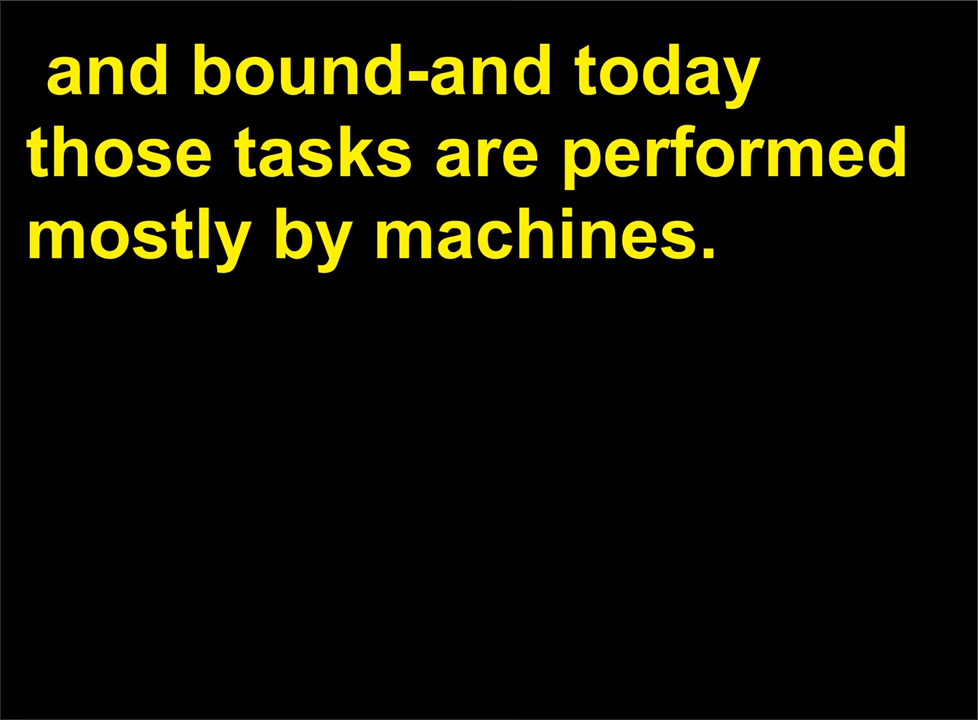 and bound-and today
those tasks are performed
mostly by machines.